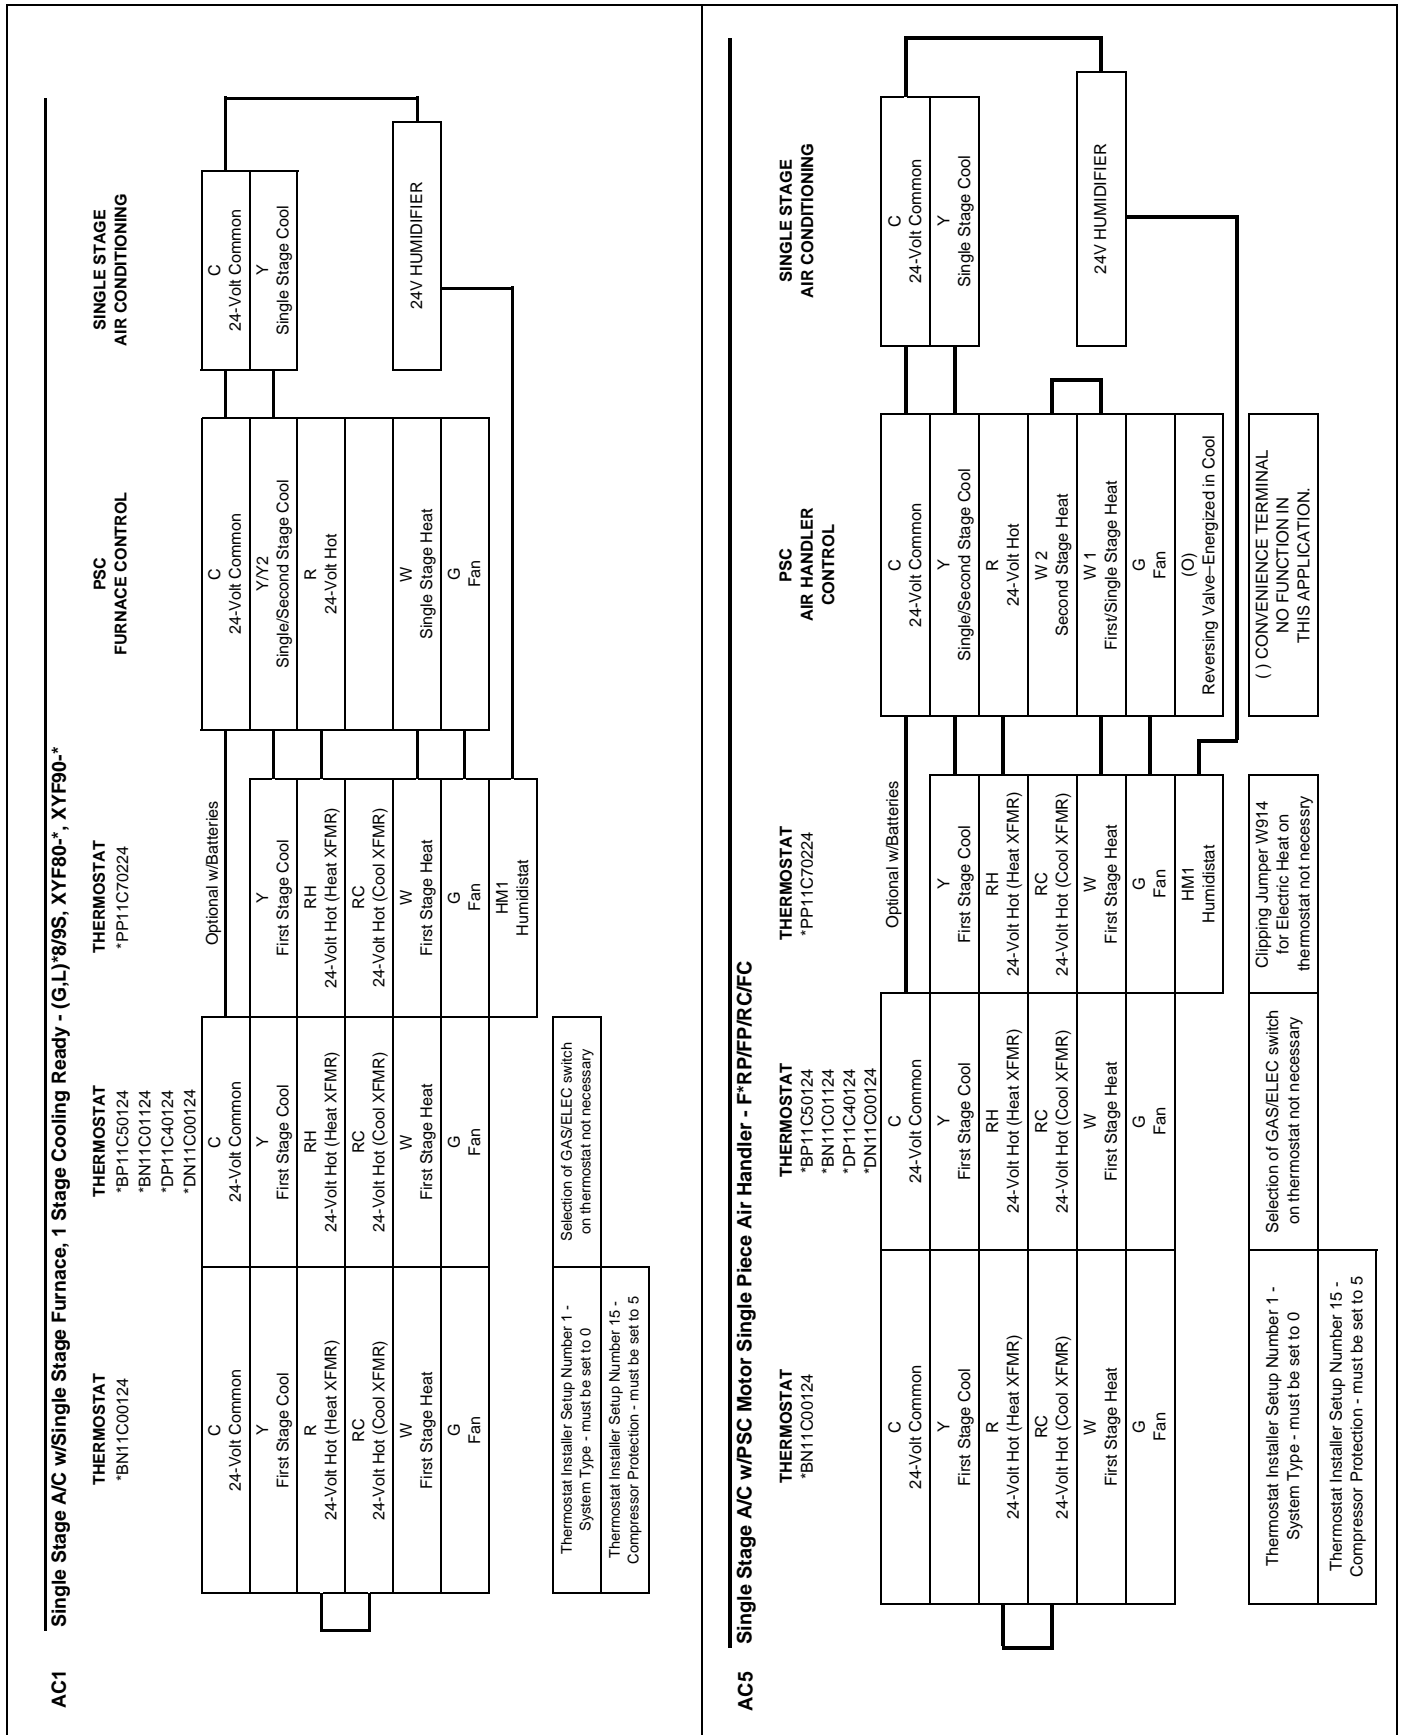 AC1 Single Stage A/C w/Single Stage Furnace, 1 Stage Cooling Ready - (G,L)*8/9S, XYF80-*, XYF90-*
THERMOSTAT
*BN11C00124
C
24-Volt Common
Y
First Stage Cool
R
24-Volt Hot (Heat XFMR)
RC
24-Volt Hot (Cool XFMR)
W
First Stage Heat
G
Fan
Thermostat Installer Setup Number 1 -
System Type - must be set to 0
Thermostat Installer Setup Number 15 -
Compressor Protection - must be set to 5
THERMOSTAT
*BP11C50124
*BN11C01124
*DP11C40124
*DN11C00124
C
24-Volt Common
Y
First Stage Cool
RH
24-Volt Hot (Heat XFMR)
RC
24-Volt Hot (Cool XFMR)
W
First Stage Heat
G
Fan
Selection of GAS/ELEC switch
on thermostat not necessary
THERMOSTAT
*PP11C70224
Optional w/Batteries
Y
First Stage Cool
RH
24-Volt Hot (Heat XFMR)
RC
24-Volt Hot (Cool XFMR)
W
First Stage Heat
G
Fan
HM1
Humidistat
PSC
FURNACE CONTROL
C
24-Volt Common
Y/Y2
Single/Second Stage Cool
R
24-Volt Hot
W
Single Stage Heat
G
Fan
SINGLE STAGE
AIR CONDITIONING
C
24-Volt Common
Y
Single Stage Cool
24V HUMIDIFIER
AC5 Single Stage A/C w/PSC Motor Single Piece Air Handler - F*RP/FP/RC/FC
THERMOSTAT
*BN11C00124
C
24-Volt Common
Y
First Stage Cool
R
24-Volt Hot (Heat XFMR)
RC
24-Volt Hot (Cool XFMR)
W
First Stage Heat
G
Fan
Thermostat Installer Setup Number 1 -
System Type - must be set to 0
Thermostat Installer Setup Number 15 -
Compressor Protection - must be set to 5
THERMOSTAT
*BP11C50124
*BN11C01124
*DP11C40124
*DN11C00124
C
24-Volt Common
Y
First Stage Cool
RH
24-Volt Hot (Heat XFMR)
RC
24-Volt Hot (Cool XFMR)
W
First Stage Heat
G
Fan
Selection of GAS/ELEC switch
on thermostat not necessary
THERMOSTAT
*PP11C70224
Optional w/Batteries
Y
First Stage Cool
RH
24-Volt Hot (Heat XFMR)
RC
24-Volt Hot (Cool XFMR)
W
First Stage Heat
G
Fan
HM1
Humidistat
Clipping Jumper W914
for Electric Heat on
thermostat not necessry
PSC
AIR HANDLER
CONTROL
C
24-Volt Common
Y
Single/Second Stage Cool
R
24-Volt Hot
W 2
Second Stage Heat
W 1
First/Single Stage Heat
G
Fan
(O)
Reversing Valve–Energized in Cool
( ) CONVENIENCE TERMINAL
NO FUNCTION IN
THIS APPLICATION.
SINGLE STAGE
AIR CONDITIONING
C
24-Volt Common
Y
Single Stage Cool
24V HUMIDIFIER